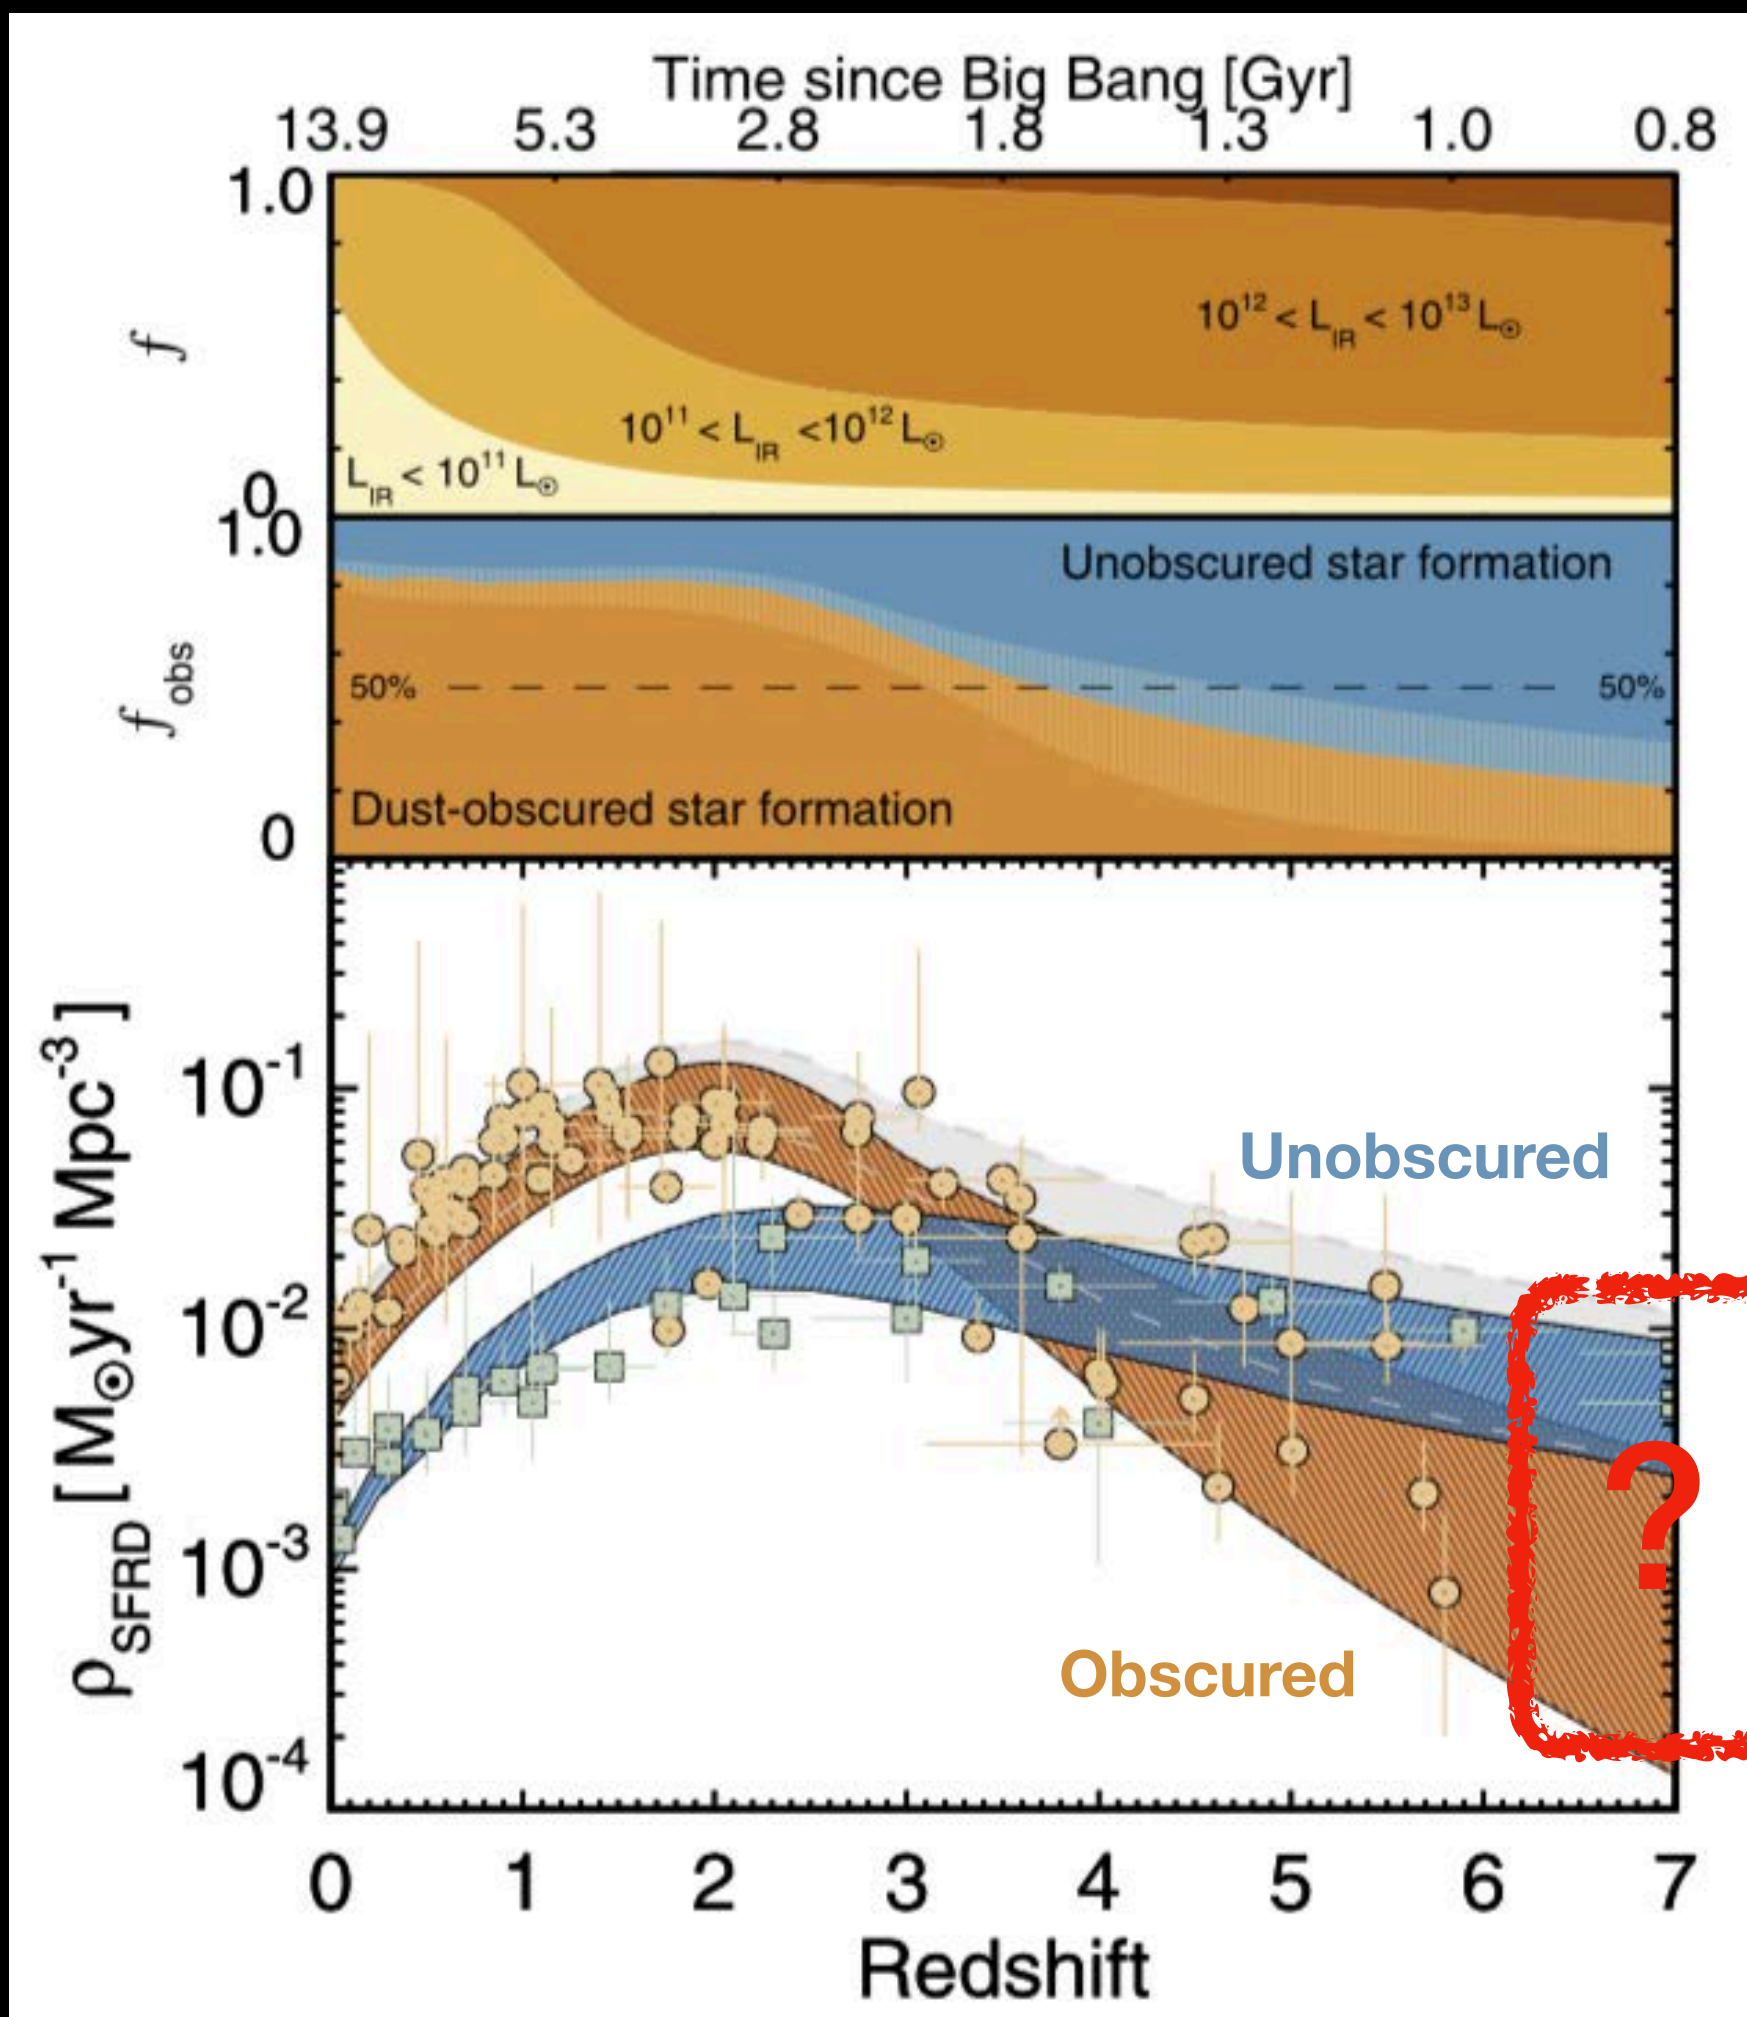 Time since Big Bang [Gyr]
13.9 5.3 2.8 1.8 1.3 1.0 0.8
1.0
f
10¹² < L_IR < 10¹³ L⊙
10¹¹ < L_IR <10¹² L⊙
L_IR < 10¹¹ L⊙
0
1.0
Unobscured star formation
f_obs
50% 50%
Dust-obscured star formation
0
ρ_SFRD [ M⊙yr⁻¹ Mpc⁻³ ]
10⁻¹
Unobscured
10⁻²
?
10⁻³
Obscured
10⁻⁴
0 1 2 3 4 5 6 7
Redshift